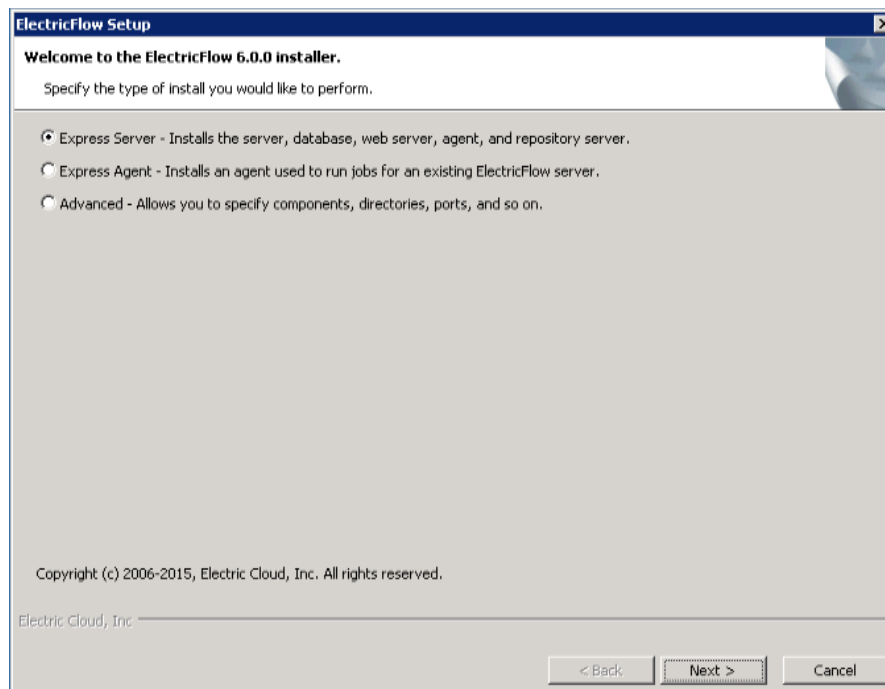 ElectricFlow Setup
Welcome to the ElectricFlow 6.0.0 installer.
Specify the type of install you would like to perform.
Express Server - Installs the server, database, web server, agent, and repository server.
Express Agent - Installs an agent used to run jobs for an existing ElectricFlow server.
Advanced - Allows you to specify components, directories, ports, and so on.
Copyright (c) 2006-2015, Electric Cloud, Inc. All rights reserved.
Electric Cloud, Inc
< Back Next > Cancel